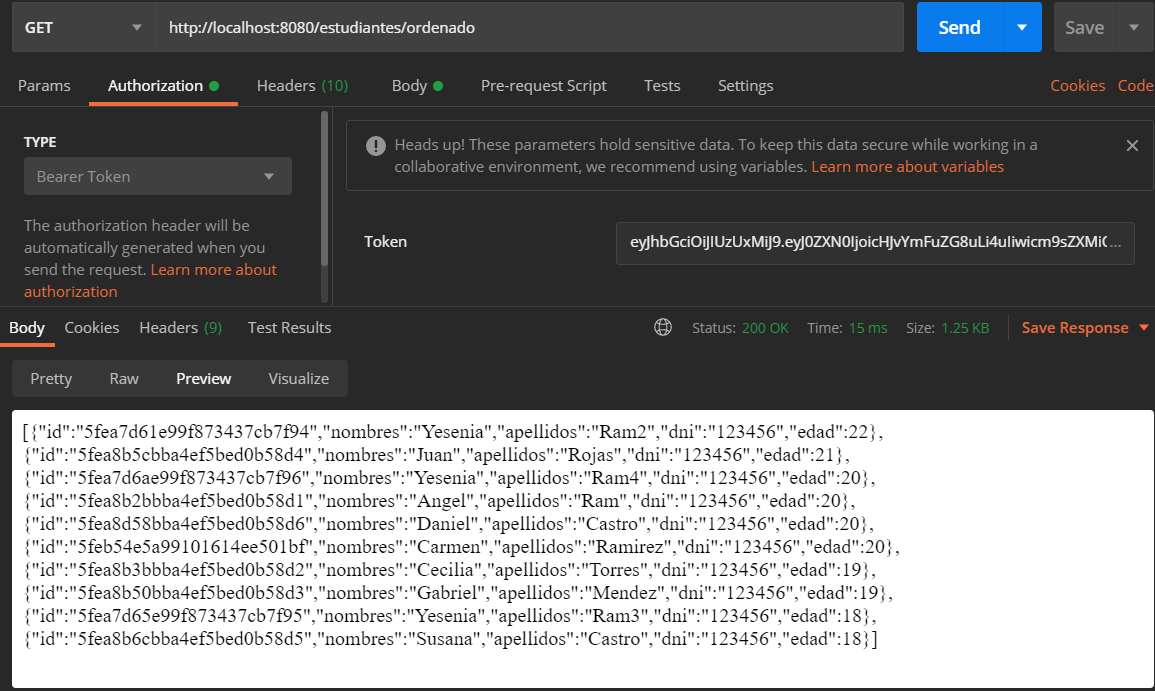 GET http://localhost:8080/estudiantes/ordenado Send Save
Params Authorization Headers (10) Body Pre-request Script Tests Settings Cookies Code
TYPE
Bearer Token
The authorization header will be
automatically generated when you
send the request. Learn more about
authorization
Heads up! These parameters hold sensitive data. To keep this data secure while working in a
collaborative environment, we recommend using variables. Learn more about variables
Token
eyJhbGciOiJIUzUxMiJ9.eyJ0ZXN0IjoicHJvYmFuZG8uLi4uIiwicm9sZXMiO...
Body Cookies Headers (9) Test Results Status: 200 OK Time: 15 ms Size: 1.25 KB Save Response
Pretty Raw Preview Visualize
[{"id":"5fea7d61e99f873437cb7f94","nombres":"Yesenia","apellidos":"Ram2","dni":"123456","edad":22},
{"id":"5fea8b5cbba4ef5bed0b58d4","nombres":"Juan","apellidos":"Rojas","dni":"123456","edad":21},
{"id":"5fea7d6ae99f873437cb7f96","nombres":"Yesenia","apellidos":"Ram4","dni":"123456","edad":20},
{"id":"5fea8b2bbba4ef5bed0b58d1","nombres":"Angel","apellidos":"Ram","dni":"123456","edad":20},
{"id":"5fea8d58bba4ef5bed0b58d6","nombres":"Daniel","apellidos":"Castro","dni":"123456","edad":20},
{"id":"5feb54e5a99101614ee501bf","nombres":"Carmen","apellidos":"Ramirez","dni":"123456","edad":20},
{"id":"5fea8b3bbba4ef5bed0b58d2","nombres":"Cecilia","apellidos":"Torres","dni":"123456","edad":19},
{"id":"5fea8b50bba4ef5bed0b58d3","nombres":"Gabriel","apellidos":"Mendez","dni":"123456","edad":19},
{"id":"5fea7d65e99f873437cb7f95","nombres":"Yesenia","apellidos":"Ram3","dni":"123456","edad":18},
{"id":"5fea8b6cbba4ef5bed0b58d5","nombres":"Susana","apellidos":"Castro","dni":"123456","edad":18}]